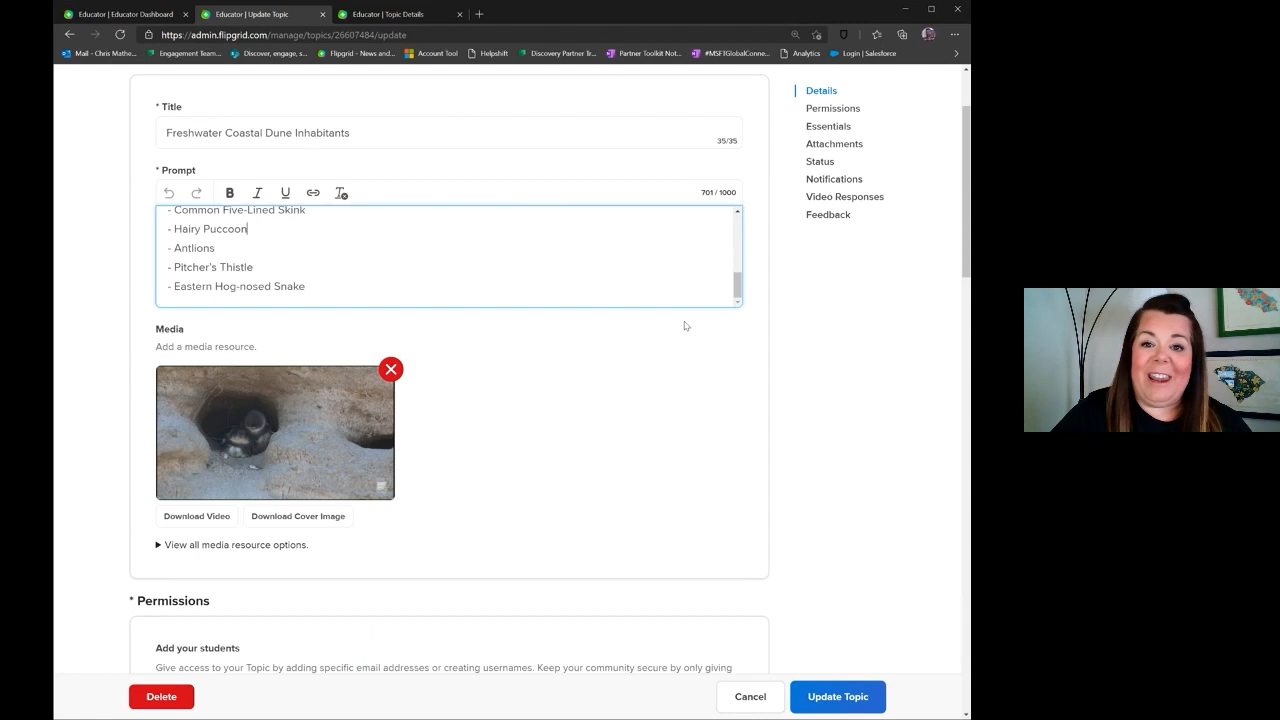 Educator | Educator Dashboard
Educator | Update Topic
Educator | Topic Details
https://admin.flipgrid.com/manage/topics/26607484/update
Mail - Chris Mathe...
Engagement Team...
Discover, engage, s...
Flipgrid – News and...
Account Tool
Helpshift
Discovery Partner Tr...
Partner Toolkit Not...
#MSFTGlobalConne...
Analytics
Login | Salesforce
* Title
Freshwater Coastal Dune Inhabitants
35/35
* Prompt
B I U
701 / 1000
- Common Five-Lined Skink
- Hairy Puccoon
- Antlions
- Pitcher's Thistle
- Eastern Hog-nosed Snake
Media
Add a media resource.
Download Video
Download Cover Image
View all media resource options.
* Permissions
Add your students
Give access to your Topic by adding specific email addresses or creating usernames. Keep your community secure by only giving
Delete
Cancel
Update Topic
Details
Permissions
Essentials
Attachments
Status
Notifications
Video Responses
Feedback